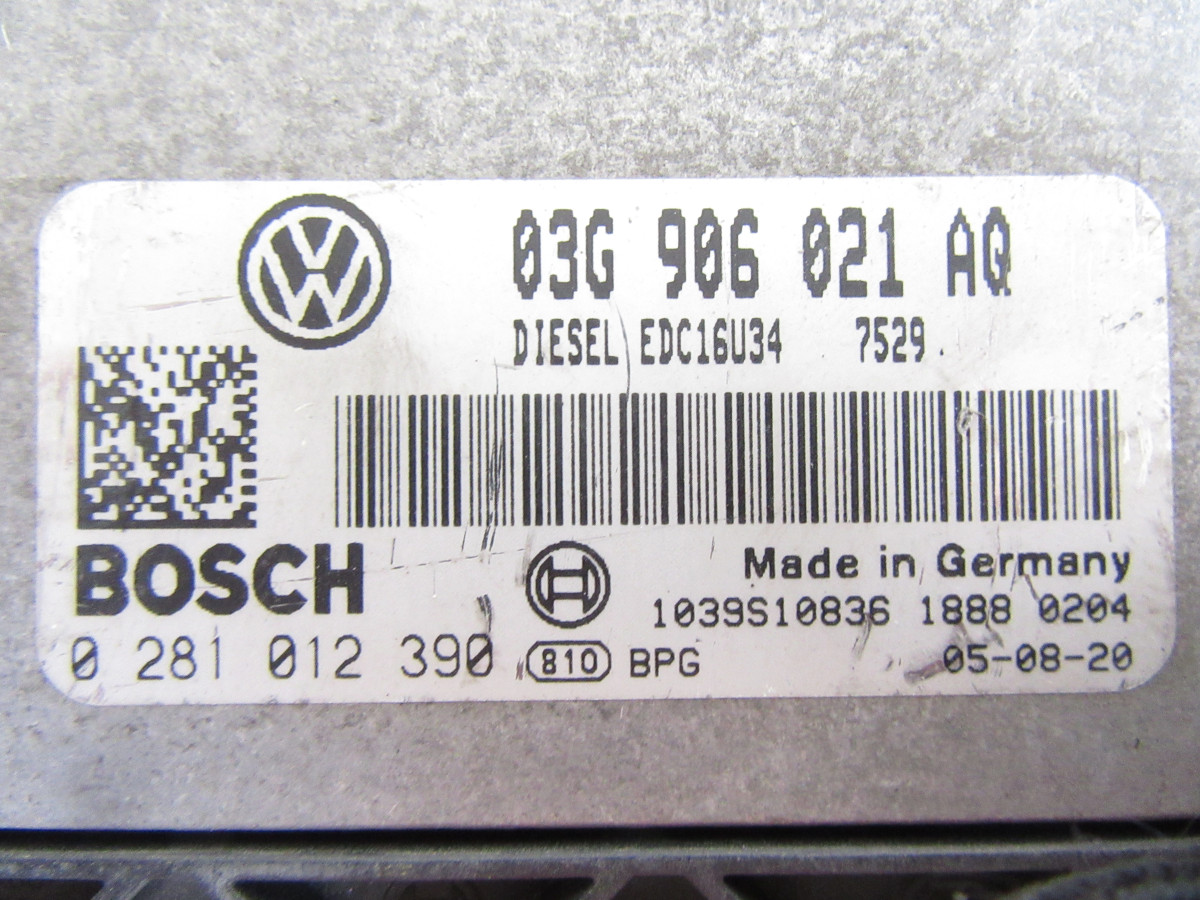 03G 906 021 AQ
DIESEL EDC16U34 7529
BOSCH
Made in Germany
1039S10836 1888 0204
0 281 012 390 810 BPG 05-08-20